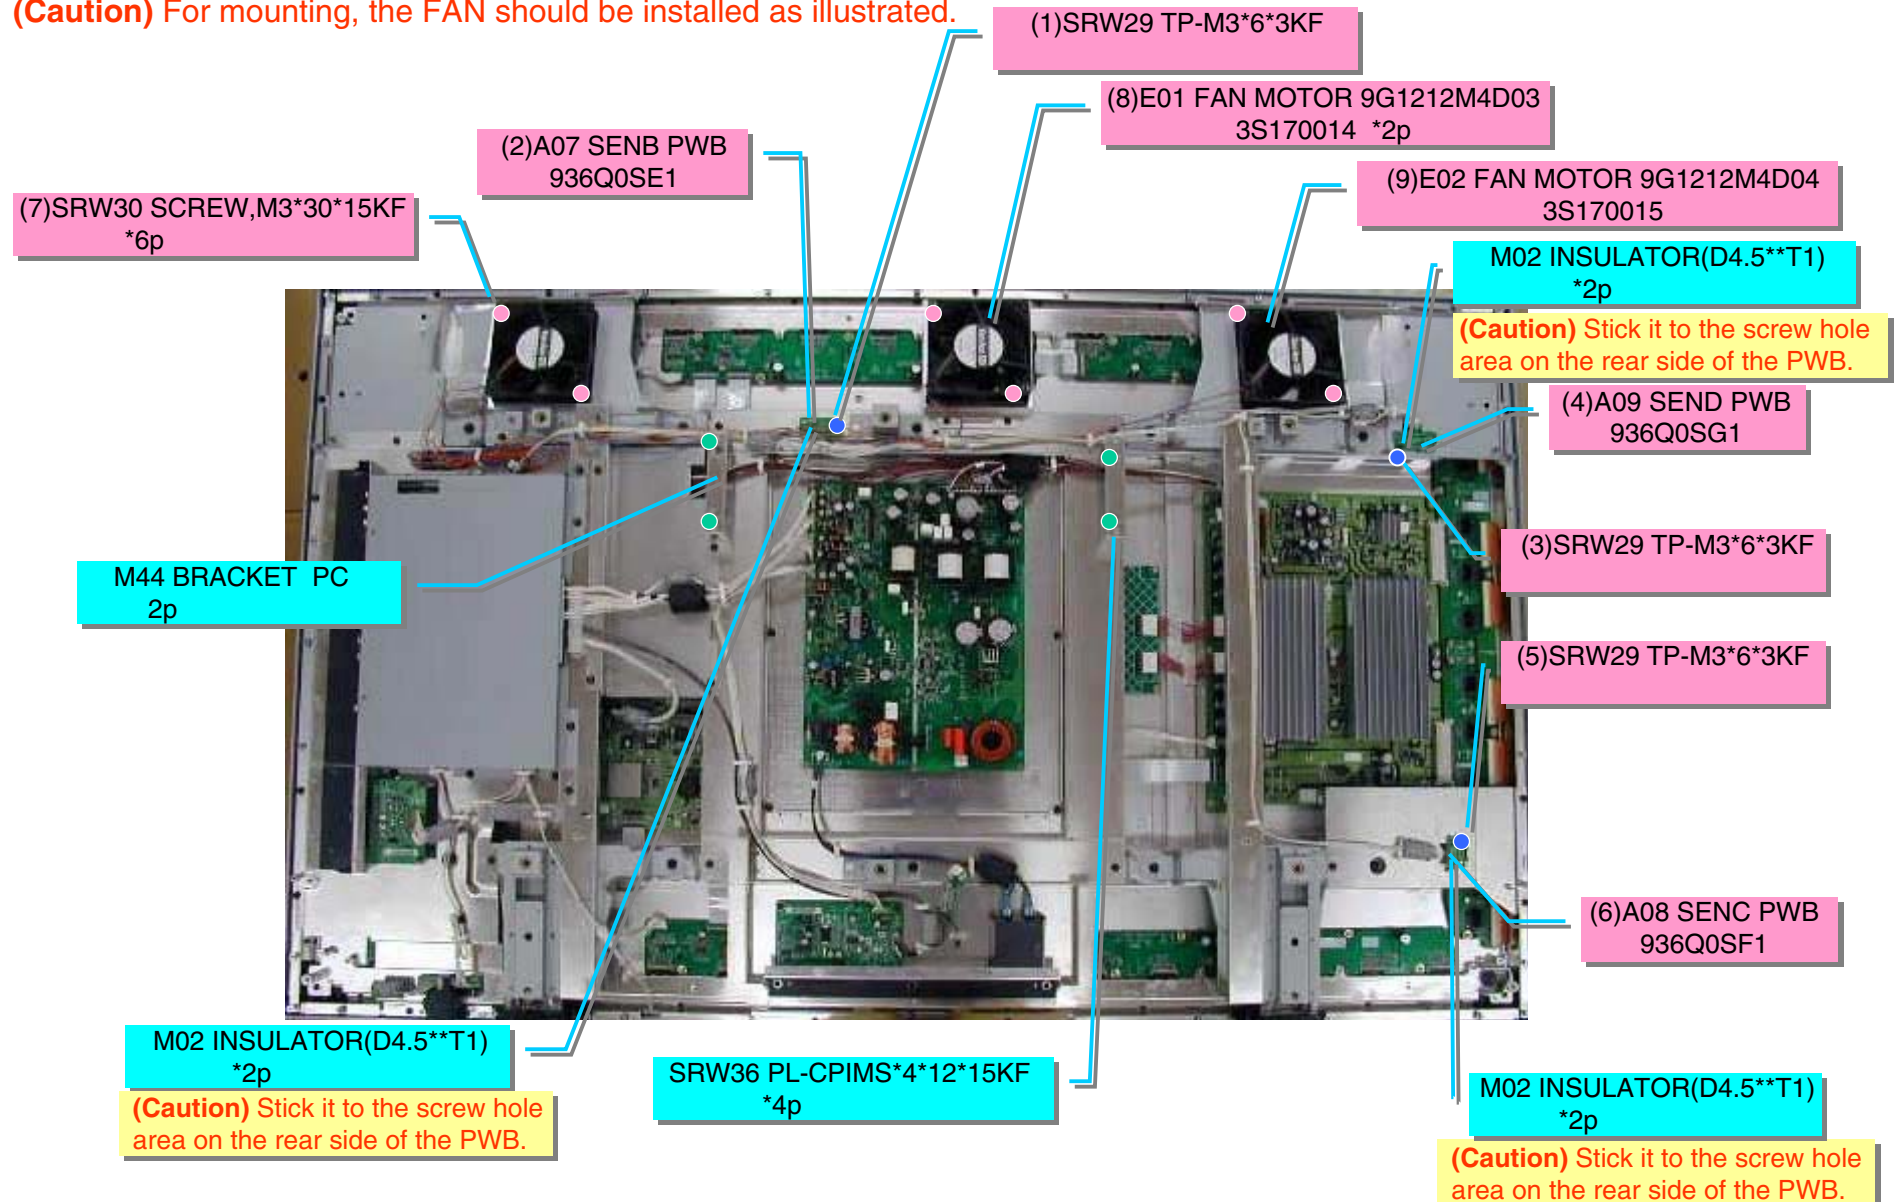 (Caution) For mounting, the FAN should be installed as illustrated.
(1)SRW29 TP-M3*6*3KF
(8)E01 FAN MOTOR 9G1212M4D03
3S170014 *2p
(2)A07 SENB PWB
936Q0SE1
(9)E02 FAN MOTOR 9G1212M4D04
3S170015
(7)SRW30 SCREW,M3*30*15KF
*6p
M02 INSULATOR(D4.5**T1)
*2p
(Caution) Stick it to the screw hole
area on the rear side of the PWB.
(4)A09 SEND PWB
936Q0SG1
(3)SRW29 TP-M3*6*3KF
M44 BRACKET PC
2p
(5)SRW29 TP-M3*6*3KF
(6)A08 SENC PWB
936Q0SF1
M02 INSULATOR(D4.5**T1)
*2p
(Caution) Stick it to the screw hole
area on the rear side of the PWB.
SRW36 PL-CPIMS*4*12*15KF
*4p
M02 INSULATOR(D4.5**T1)
*2p
(Caution) Stick it to the screw hole
area on the rear side of the PWB.